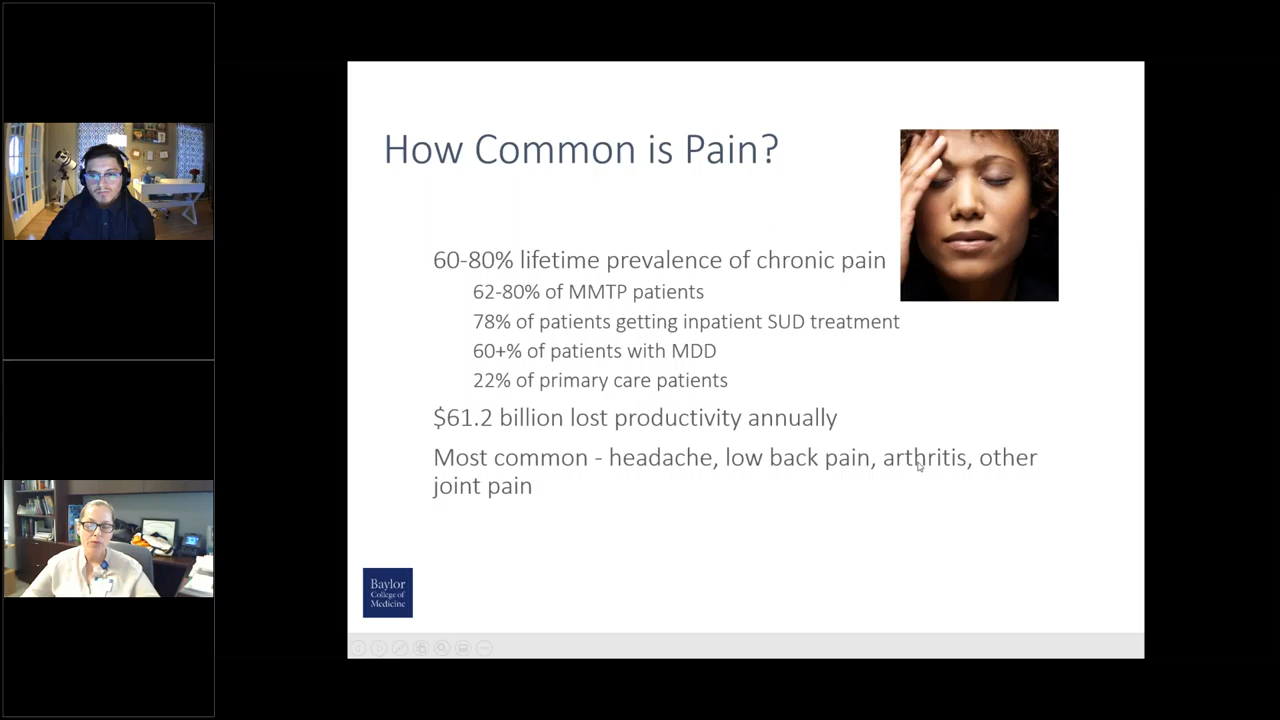 How Common is Pain?
60-80% lifetime prevalence of chronic pain
62-80% of MMTP patients
78% of patients getting inpatient SUD treatment
60+% of patients with MDD
22% of primary care patients
$61.2 billion lost productivity annually
Most common - headache, low back pain, arthritis, other
joint pain
Baylor
College of
Medicine